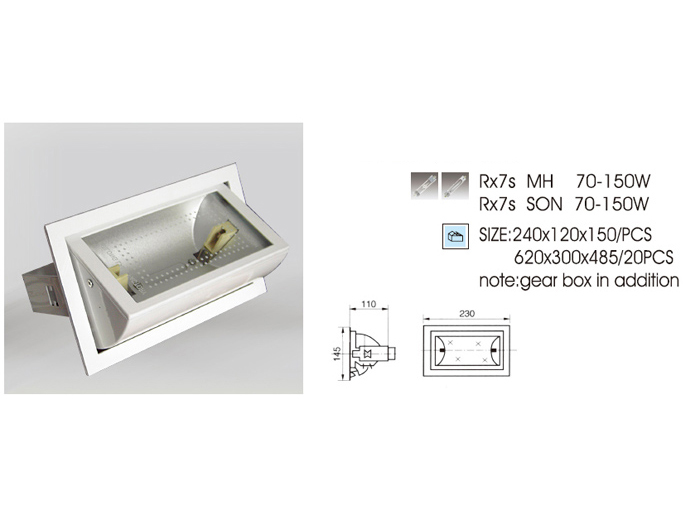 Rx7s MH 70-150W
Rx7s SON 70-150W
SIZE:240x120x150/PCS
620x300x485/20PCS
note:gear box in addition
110
230
145